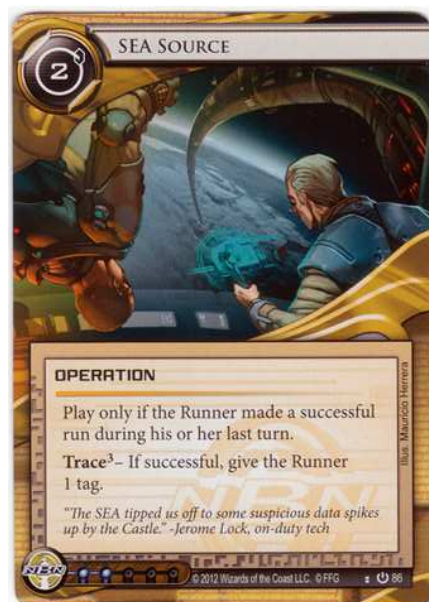 2
SEA Source
OPERATION
Play only if the Runner made a successful
run during his or her last turn.
Trace³– If successful, give the Runner
1 tag.
"The SEA tipped us off to some suspicious data spikes
up by the Castle." -Jerome Lock, on-duty tech
Illus. Mauricio Herrera
NBN
NBN
© 2012 Wizards of the Coast LLC. © FFG
86